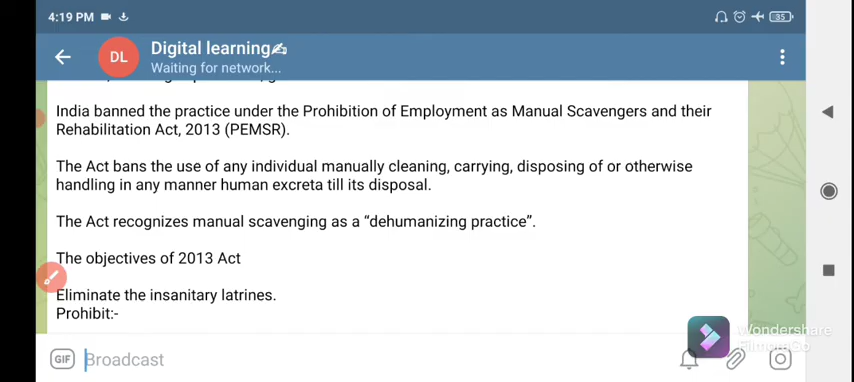 4:19 PM
35
DL
Digital learning✍
Waiting for network...
India banned the practice under the Prohibition of Employment as Manual Scavengers and their
Rehabilitation Act, 2013 (PEMSR).
The Act bans the use of any individual manually cleaning, carrying, disposing of or otherwise
handling in any manner human excreta till its disposal.
The Act recognizes manual scavenging as a “dehumanizing practice”.
The objectives of 2013 Act
Eliminate the insanitary latrines.
Prohibit:-
Wondershare
FilmoraGo
GIF
Broadcast